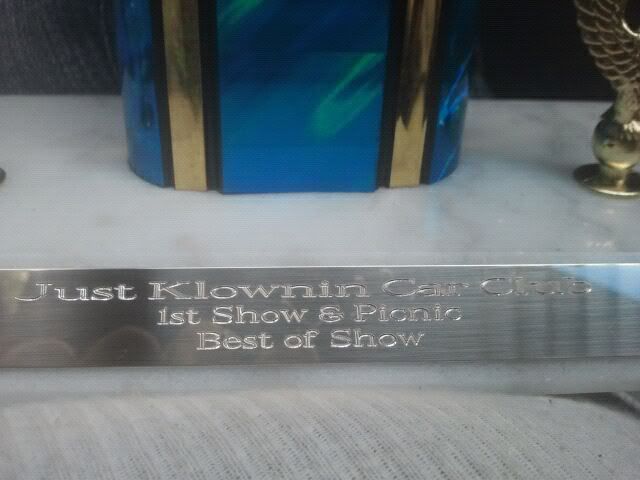 Just Klownin Car Club
1st Show & Picnic
Best of Show